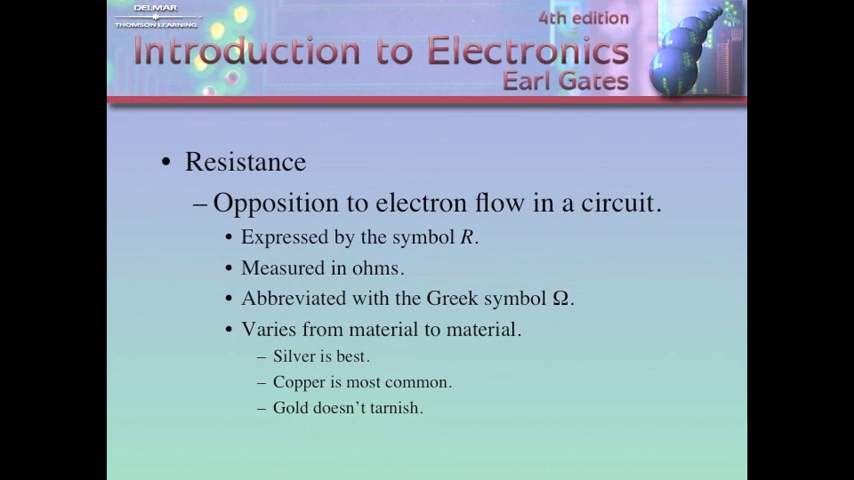 DELMAR
THOMSON LEARNING
4th edition
Introduction to Electronics
Earl Gates
• Resistance
– Opposition to electron flow in a circuit.
• Expressed by the symbol R.
• Measured in ohms.
• Abbreviated with the Greek symbol Ω.
• Varies from material to material.
– Silver is best.
– Copper is most common.
– Gold doesn't tarnish.